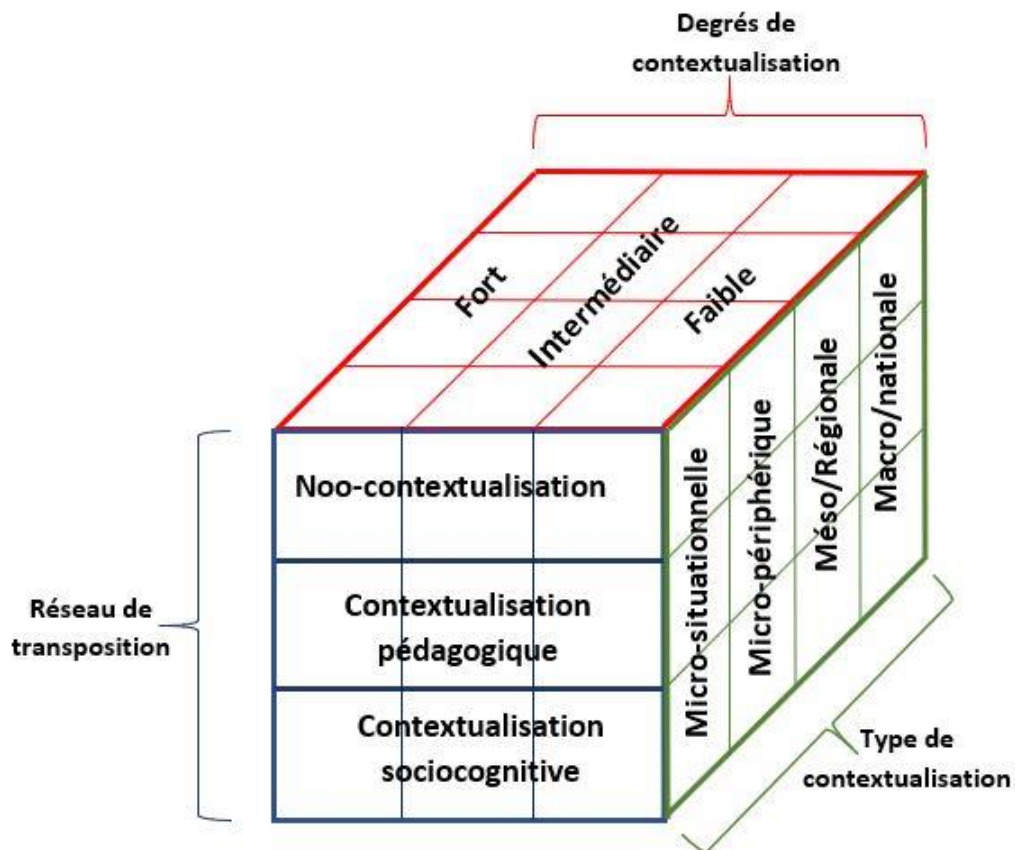 Degrés de
contextualisation
Fort
Intermédiaire
Faible
Noo-contextualisation
Contextualisation
pédagogique
Contextualisation
sociocognitive
Réseau de
transposition
Micro-situationnelle
Micro-périphérique
Méso/Régionale
Macro/nationale
Type de
contextualisation